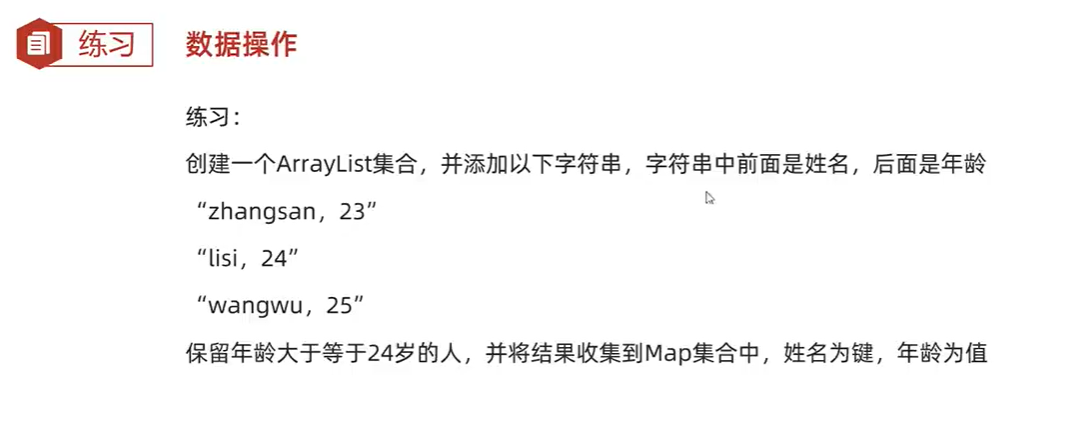 练习 数据操作
练习：
创建一个ArrayList集合，并添加以下字符串，字符串中前面是姓名，后面是年龄
“zhangsan，23”
“lisi，24”
“wangwu，25”
保留年龄大于等于24岁的人，并将结果收集到Map集合中，姓名为键，年龄为值